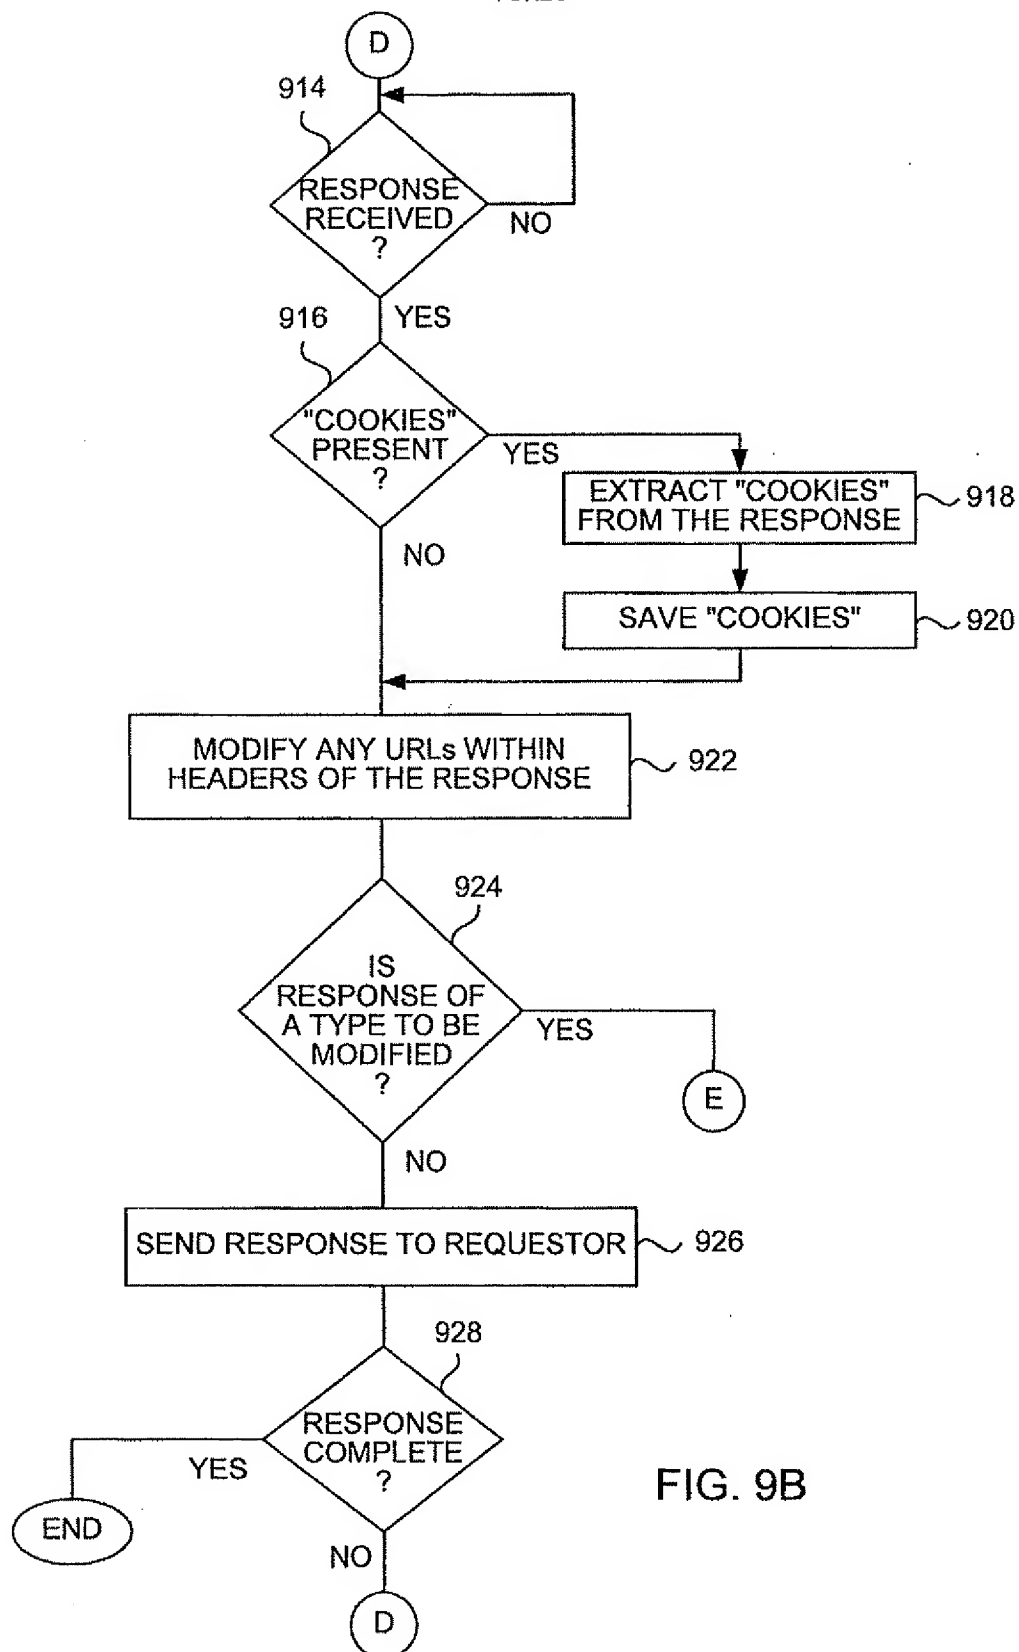 D
914
RESPONSE
RECEIVED
?
NO
YES
916
"COOKIES"
PRESENT
?
YES
EXTRACT "COOKIES"
FROM THE RESPONSE
918
NO
SAVE "COOKIES"
920
MODIFY ANY URLs WITHIN
HEADERS OF THE RESPONSE
922
924
IS
RESPONSE OF
A TYPE TO BE
MODIFIED
?
YES
E
NO
SEND RESPONSE TO REQUESTOR
926
928
RESPONSE
COMPLETE
?
YES
END
NO
D
FIG. 9B